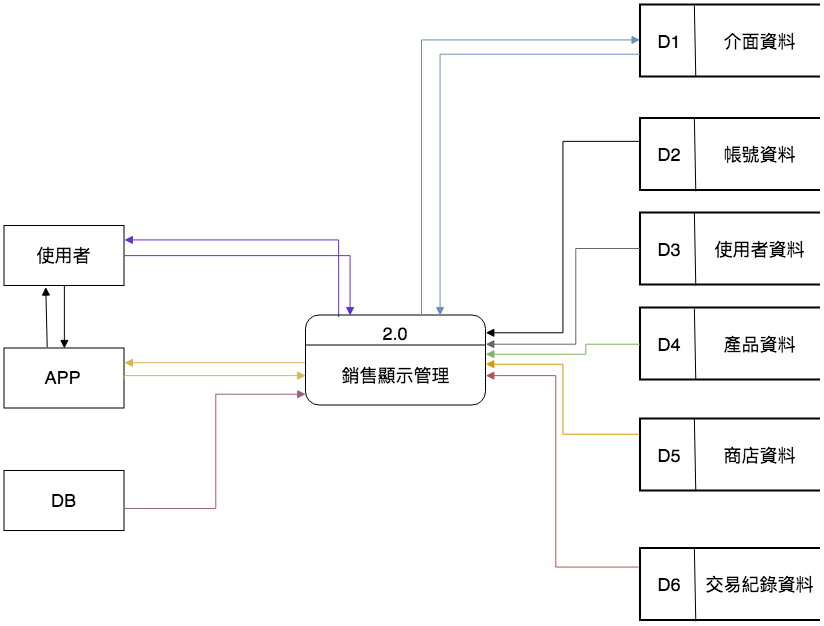 D1 介面資料
D2 帳號資料
D3 使用者資料
使用者
2.0
D4 產品資料
APP
銷售顯示管理
D5 商店資料
DB
D6 交易紀錄資料